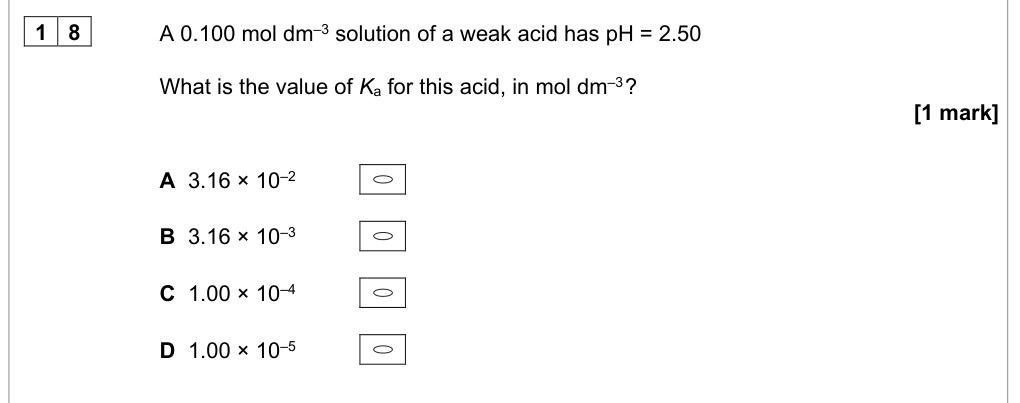 1 8 A 0.100 mol dm⁻³ solution of a weak acid has pH = 2.50
What is the value of Kₐ for this acid, in mol dm⁻³?
[1 mark]
A 3.16 × 10⁻²
B 3.16 × 10⁻³
C 1.00 × 10⁻⁴
D 1.00 × 10⁻⁵